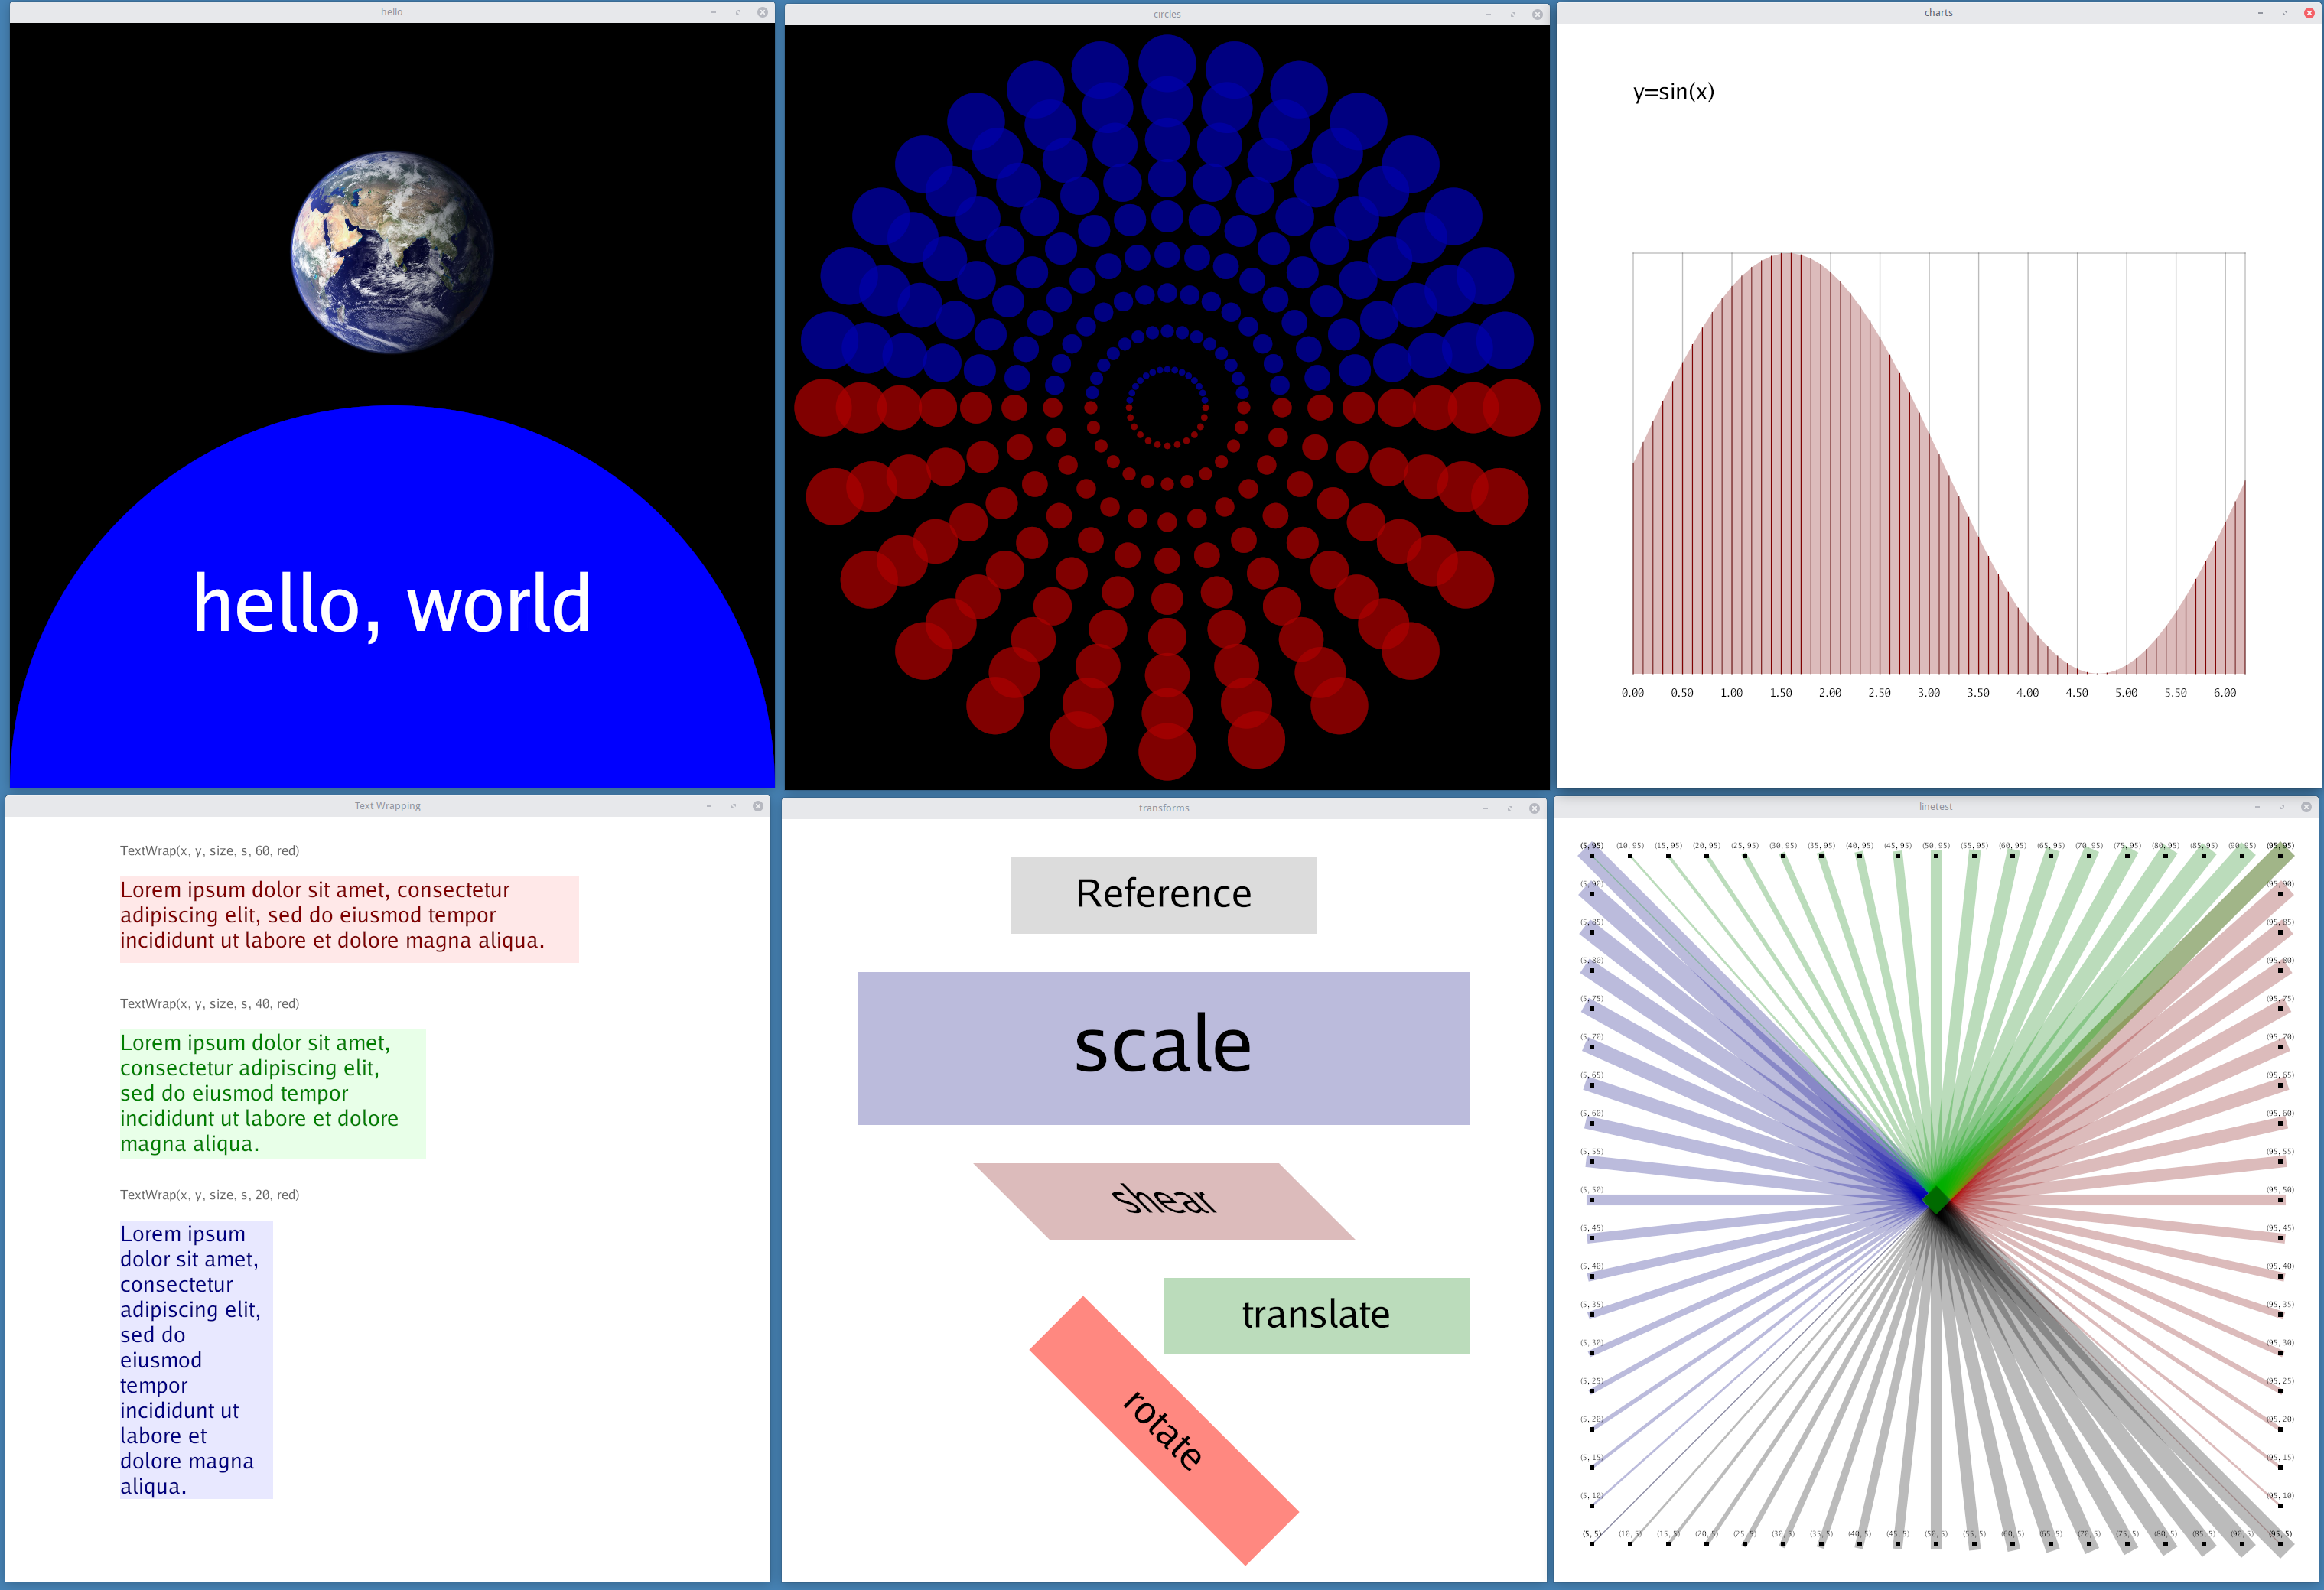 hello
hello, world
circles
charts
y=sin(x)
0.00 0.50 1.00 1.50 2.00 2.50 3.00 3.50 4.00 4.50 5.00 5.50 6.00
Text Wrapping
TextWrap(x, y, size, s, 60, red)
Lorem ipsum dolor sit amet, consectetur
adipiscing elit, sed do eiusmod tempor
incididunt ut labore et dolore magna aliqua.
TextWrap(x, y, size, s, 40, red)
Lorem ipsum dolor sit amet,
consectetur adipiscing elit,
sed do eiusmod tempor
incididunt ut labore et dolore
magna aliqua.
TextWrap(x, y, size, s, 20, red)
Lorem ipsum
dolor sit amet,
consectetur
adipiscing elit,
sed do
eiusmod
tempor
incididunt ut
labore et
dolore magna
aliqua.
transforms
Reference
scale
shear
translate
rotate
linetest
(5,95) (10,95) (15,95) (20,95) (25,95) (30,95) (35,95) (40,95) (45,95) (50,95) (55,95) (60,95) (65,95) (70,95) (75,95) (80,95) (85,95) (90,95) (95,95)
(5,90) (95,90)
(5,85) (95,85)
(5,80) (95,80)
(5,75) (95,75)
(5,70) (95,70)
(5,65) (95,65)
(5,60) (95,60)
(5,55) (95,55)
(5,50) (95,50)
(5,45) (95,45)
(5,40) (95,40)
(5,35) (95,35)
(5,30) (95,30)
(5,25) (95,25)
(5,20) (95,20)
(5,15) (95,15)
(5,10) (95,10)
(5,5) (10,5) (15,5) (20,5) (25,5) (30,5) (35,5) (40,5) (45,5) (50,5) (55,5) (60,5) (65,5) (70,5) (75,5) (80,5) (85,5) (90,5) (95,5)